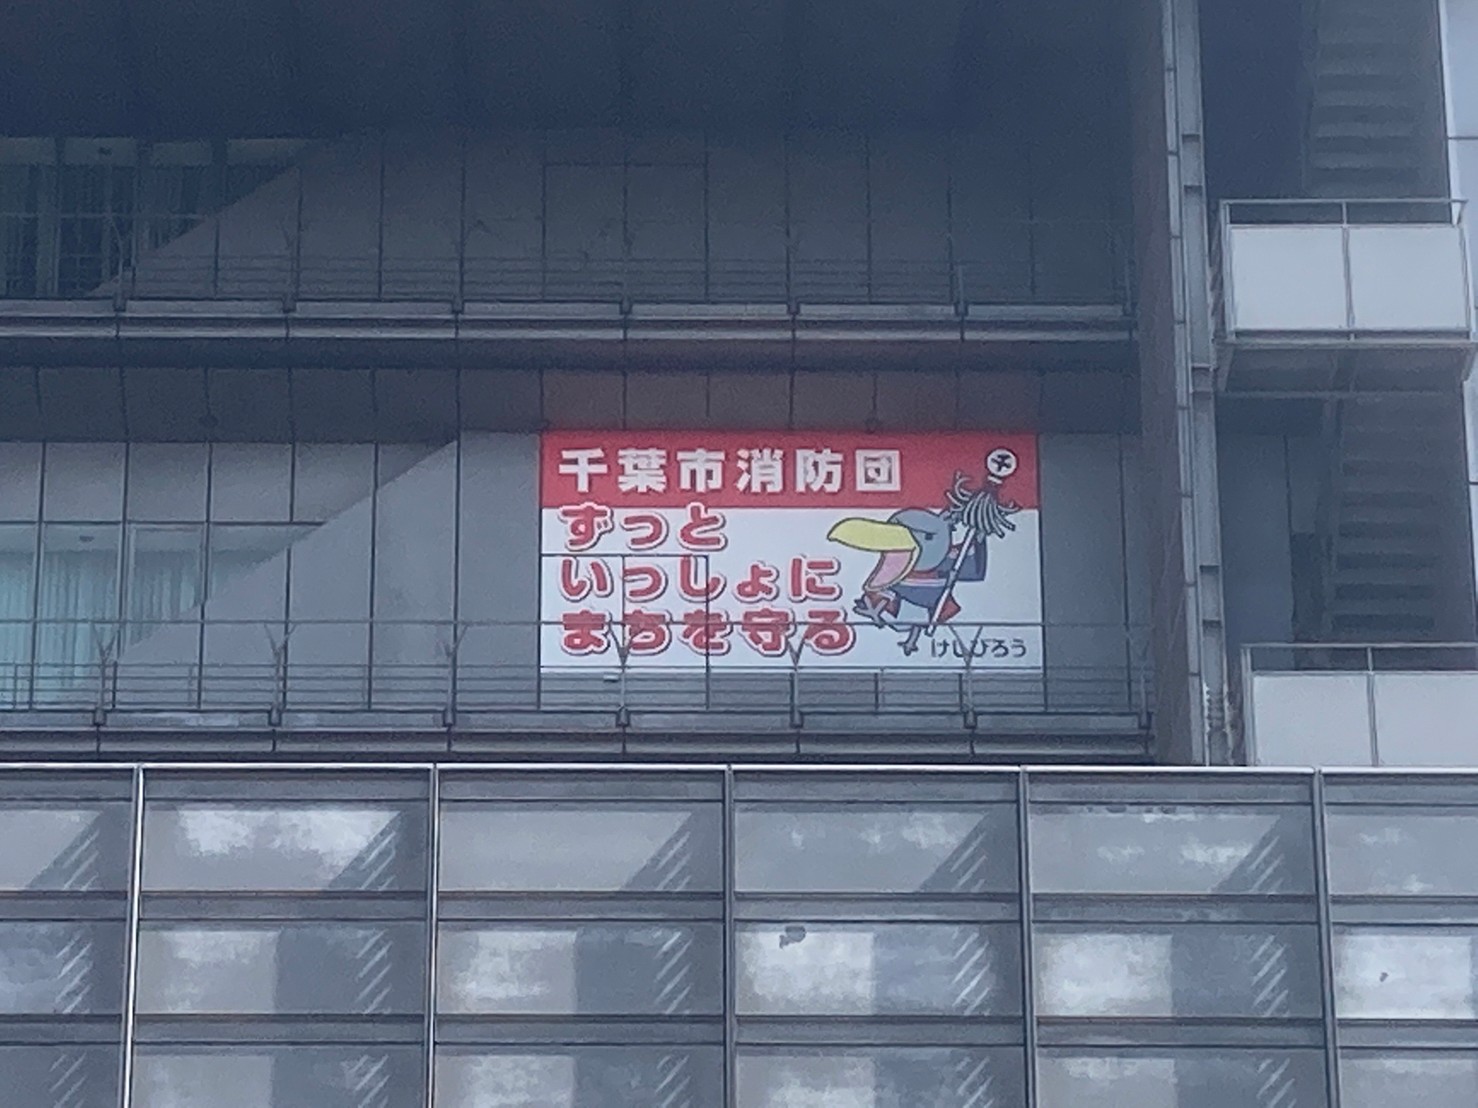 千葉市消防団
ずっと
いっしょに
まちを守る
けしぴろう